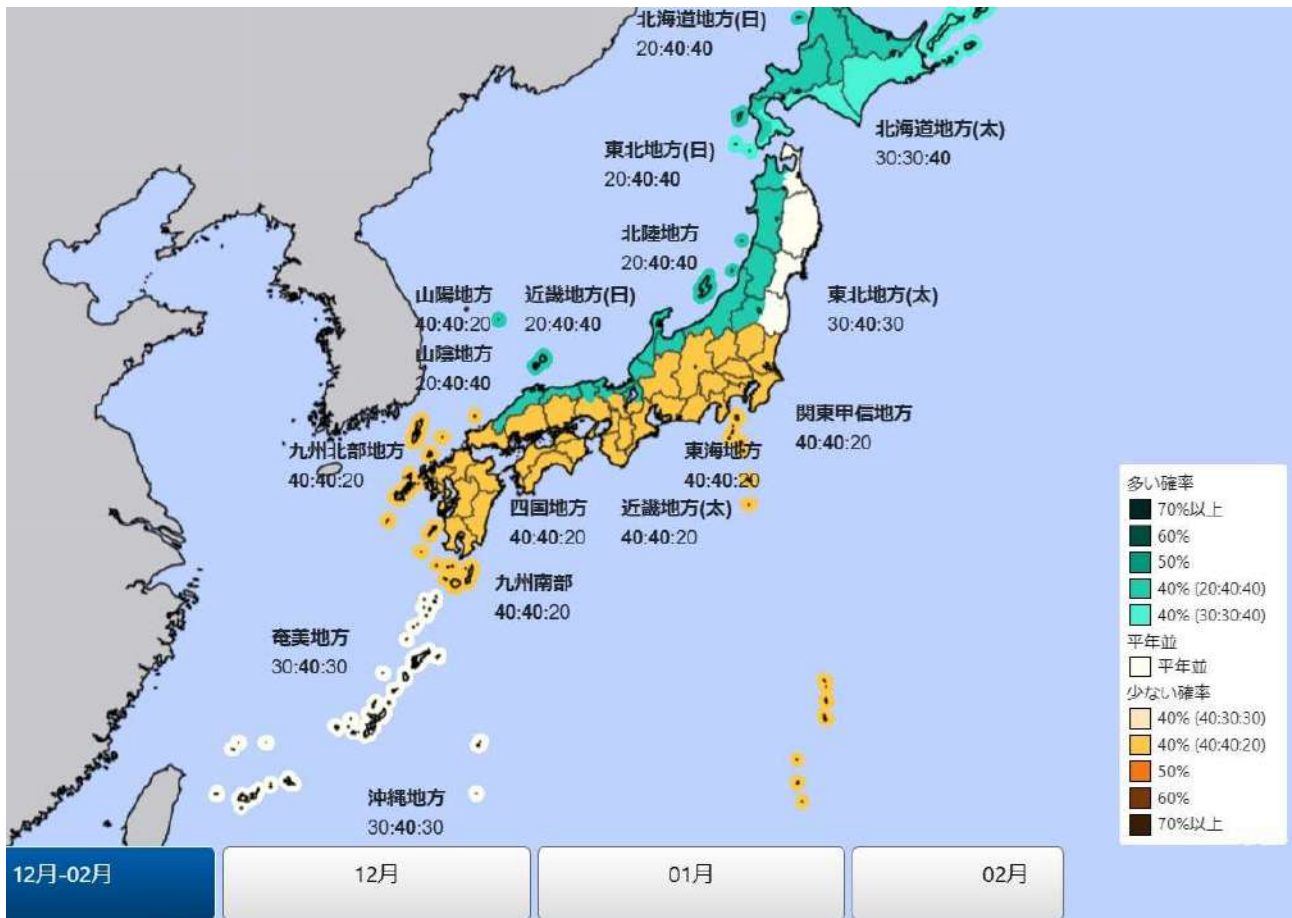 北海道地方(日)
20:40:40
北海道地方(太)
30:30:40
東北地方(日)
20:40:40
北陸地方
20:40:40
山陽地方
40:40:20
近畿地方(日)
20:40:40
東北地方(太)
30:40:30
山陰地方
20:40:40
関東甲信地方
40:40:20
九州北部地方
40:40:20
東海地方
40:40:20
四国地方
40:40:20
近畿地方(太)
40:40:20
九州南部
40:40:20
奄美地方
30:40:30
沖縄地方
30:40:30
多い確率
70%以上
60%
50%
40% (20:40:40)
40% (30:30:40)
平年並
平年並
少ない確率
40% (40:30:30)
40% (40:40:20)
50%
60%
70%以上
12月-02月
12月
01月
02月